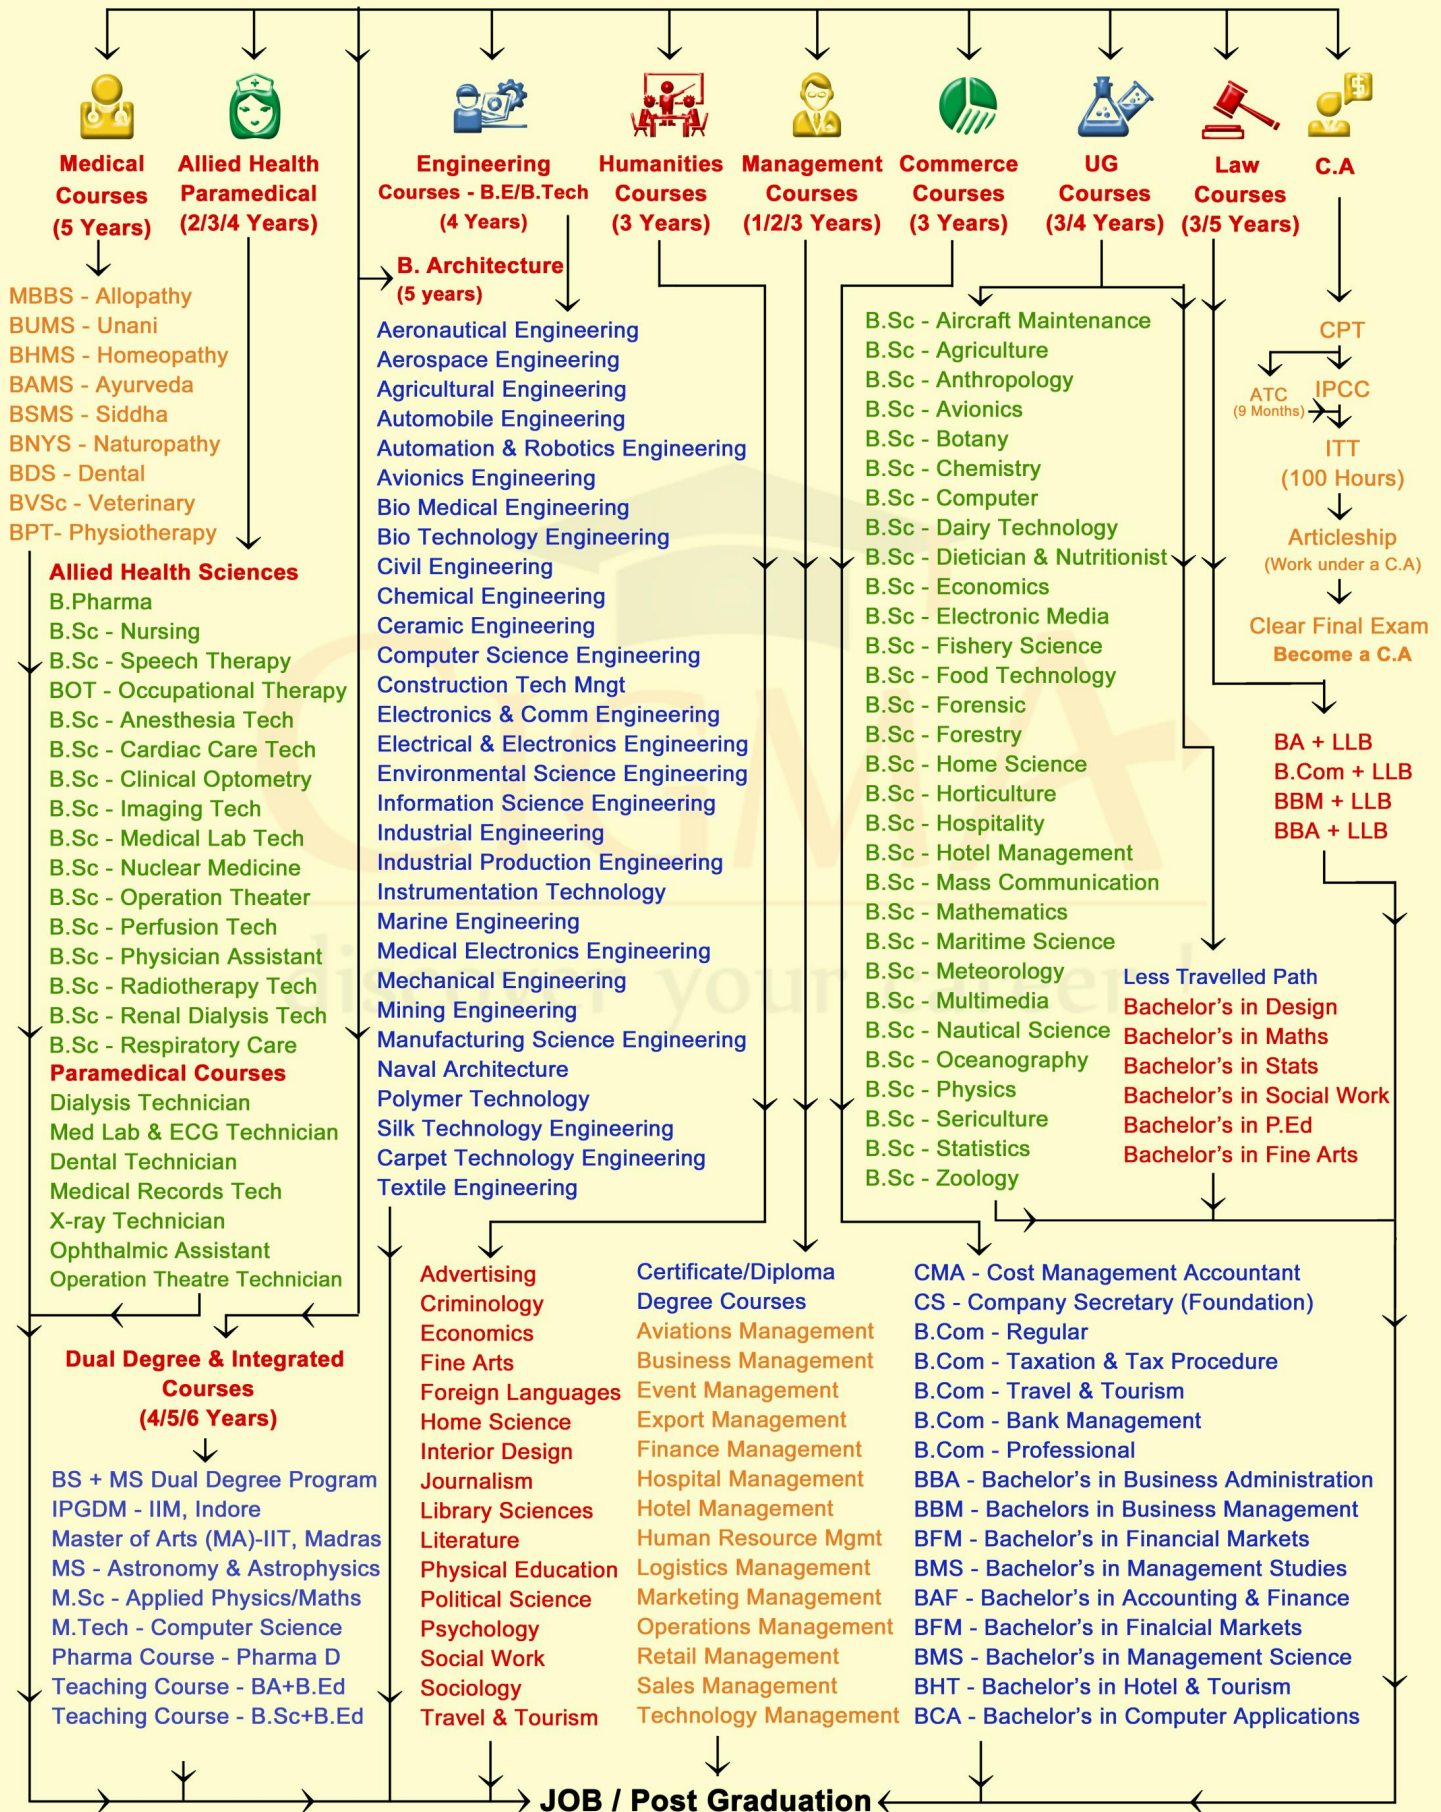 Medical
Courses
(5 Years)
Allied Health
Paramedical
(2/3/4 Years)
Engineering
Courses - B.E/B.Tech
(4 Years)
Humanities
Courses
(3 Years)
Management
Courses
(1/2/3 Years)
Commerce
Courses
(3 Years)
UG
Courses
(3/4 Years)
Law
Courses
(3/5 Years)
C.A
MBBS - Allopathy
BUMS - Unani
BHMS - Homeopathy
BAMS - Ayurveda
BSMS - Siddha
BNYS - Naturopathy
BDS - Dental
BVSc - Veterinary
BPT- Physiotherapy
Allied Health Sciences
B.Pharma
B.Sc - Nursing
B.Sc - Speech Therapy
BOT - Occupational Therapy
B.Sc - Anesthesia Tech
B.Sc - Cardiac Care Tech
B.Sc - Clinical Optometry
B.Sc - Imaging Tech
B.Sc - Medical Lab Tech
B.Sc - Nuclear Medicine
B.Sc - Operation Theater
B.Sc - Perfusion Tech
B.Sc - Physician Assistant
B.Sc - Radiotherapy Tech
B.Sc - Renal Dialysis Tech
B.Sc - Respiratory Care
Paramedical Courses
Dialysis Technician
Med Lab & ECG Technician
Dental Technician
Medical Records Tech
X-ray Technician
Ophthalmic Assistant
Operation Theatre Technician
Dual Degree & Integrated
Courses
(4/5/6 Years)
BS + MS Dual Degree Program
IPGDM - IIM, Indore
Master of Arts (MA)-IIT, Madras
MS - Astronomy & Astrophysics
M.Sc - Applied Physics/Maths
M.Tech - Computer Science
Pharma Course - Pharma D
Teaching Course - BA+B.Ed
Teaching Course - B.Sc+B.Ed
B. Architecture
(5 years)
Aeronautical Engineering
Aerospace Engineering
Agricultural Engineering
Automobile Engineering
Automation & Robotics Engineering
Avionics Engineering
Bio Medical Engineering
Bio Technology Engineering
Civil Engineering
Chemical Engineering
Ceramic Engineering
Computer Science Engineering
Construction Tech Mngt
Electronics & Comm Engineering
Electrical & Electronics Engineering
Environmental Science Engineering
Information Science Engineering
Industrial Engineering
Industrial Production Engineering
Instrumentation Technology
Marine Engineering
Medical Electronics Engineering
Mechanical Engineering
Mining Engineering
Manufacturing Science Engineering
Naval Architecture
Polymer Technology
Silk Technology Engineering
Carpet Technology Engineering
Textile Engineering
Advertising
Criminology
Economics
Fine Arts
Foreign Languages
Home Science
Interior Design
Journalism
Library Sciences
Literature
Physical Education
Political Science
Psychology
Social Work
Sociology
Travel & Tourism
Certificate/Diploma
Degree Courses
Aviations Management
Business Management
Event Management
Export Management
Finance Management
Hospital Management
Hotel Management
Human Resource Mgmt
Logistics Management
Marketing Management
Operations Management
Retail Management
Sales Management
Technology Management
B.Sc - Aircraft Maintenance
B.Sc - Agriculture
B.Sc - Anthropology
B.Sc - Avionics
B.Sc - Botany
B.Sc - Chemistry
B.Sc - Computer
B.Sc - Dairy Technology
B.Sc - Dietician & Nutritionist
B.Sc - Economics
B.Sc - Electronic Media
B.Sc - Fishery Science
B.Sc - Food Technology
B.Sc - Forensic
B.Sc - Forestry
B.Sc - Home Science
B.Sc - Horticulture
B.Sc - Hospitality
B.Sc - Hotel Management
B.Sc - Mass Communication
B.Sc - Mathematics
B.Sc - Maritime Science
B.Sc - Meteorology
B.Sc - Multimedia
B.Sc - Nautical Science
B.Sc - Oceanography
B.Sc - Physics
B.Sc - Sericulture
B.Sc - Statistics
B.Sc - Zoology
CMA - Cost Management Accountant
CS - Company Secretary (Foundation)
B.Com - Regular
B.Com - Taxation & Tax Procedure
B.Com - Travel & Tourism
B.Com - Bank Management
B.Com - Professional
BBA - Bachelor's in Business Administration
BBM - Bachelors in Business Management
BFM - Bachelor's in Financial Markets
BMS - Bachelor's in Management Studies
BAF - Bachelor's in Accounting & Finance
BFM - Bachelor's in Finalcial Markets
BMS - Bachelor's in Management Science
BHT - Bachelor's in Hotel & Tourism
BCA - Bachelor's in Computer Applications
Less Travelled Path
Bachelor's in Design
Bachelor's in Maths
Bachelor's in Stats
Bachelor's in Social Work
Bachelor's in P.Ed
Bachelor's in Fine Arts
CPT
ATC
(9 Months)
IPCC
ITT
(100 Hours)
Articleship
(Work under a C.A)
Clear Final Exam
Become a C.A
BA + LLB
B.Com + LLB
BBM + LLB
BBA + LLB
CIGMA
discover your career !
JOB / Post Graduation